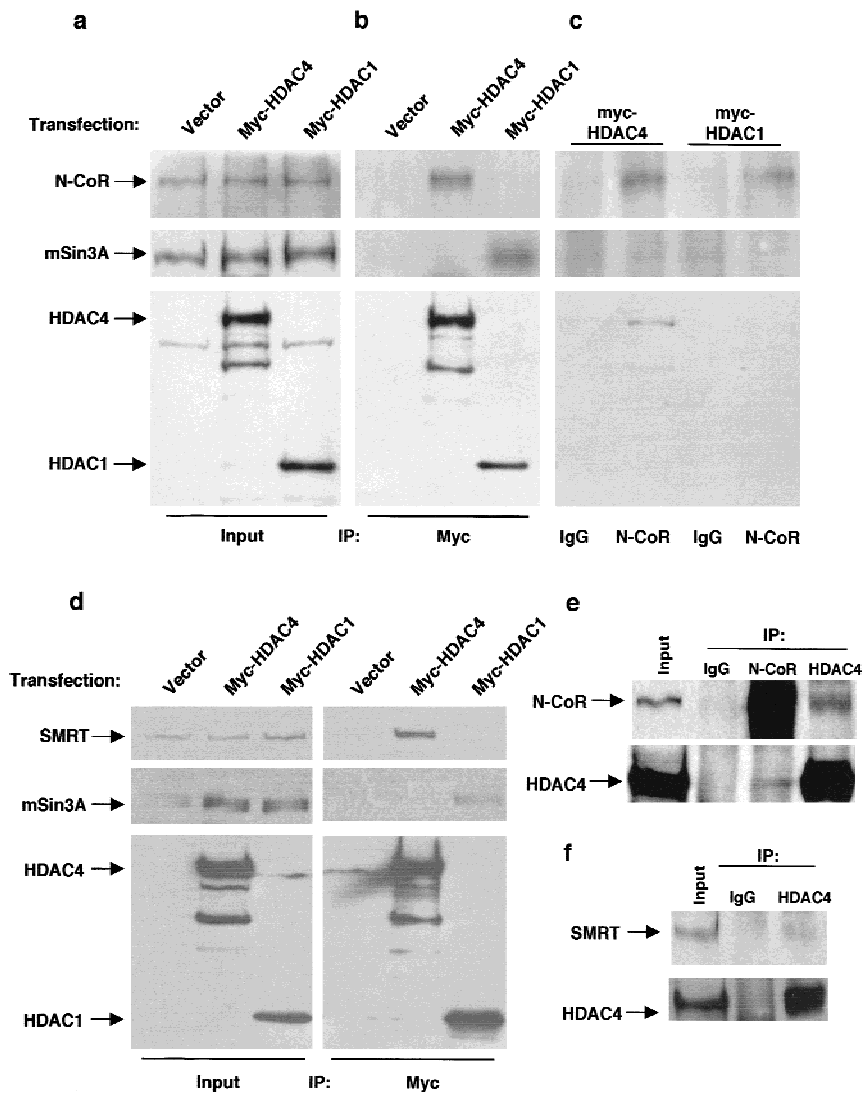 a b c
Transfection: Vector Myc-HDAC4 Myc-HDAC1 Vector Myc-HDAC4 Myc-HDAC1 myc-HDAC4 myc-HDAC1
N-CoR
mSin3A
HDAC4
HDAC1
Input IP: Myc IgG N-CoR IgG N-CoR
d
Transfection: Vector Myc-HDAC4 Myc-HDAC1 Vector Myc-HDAC4 Myc-HDAC1
SMRT
mSin3A
HDAC4
HDAC1
Input IP: Myc
e
IP:
Input IgG N-CoR HDAC4
N-CoR
HDAC4
f
IP:
Input IgG HDAC4
SMRT
HDAC4